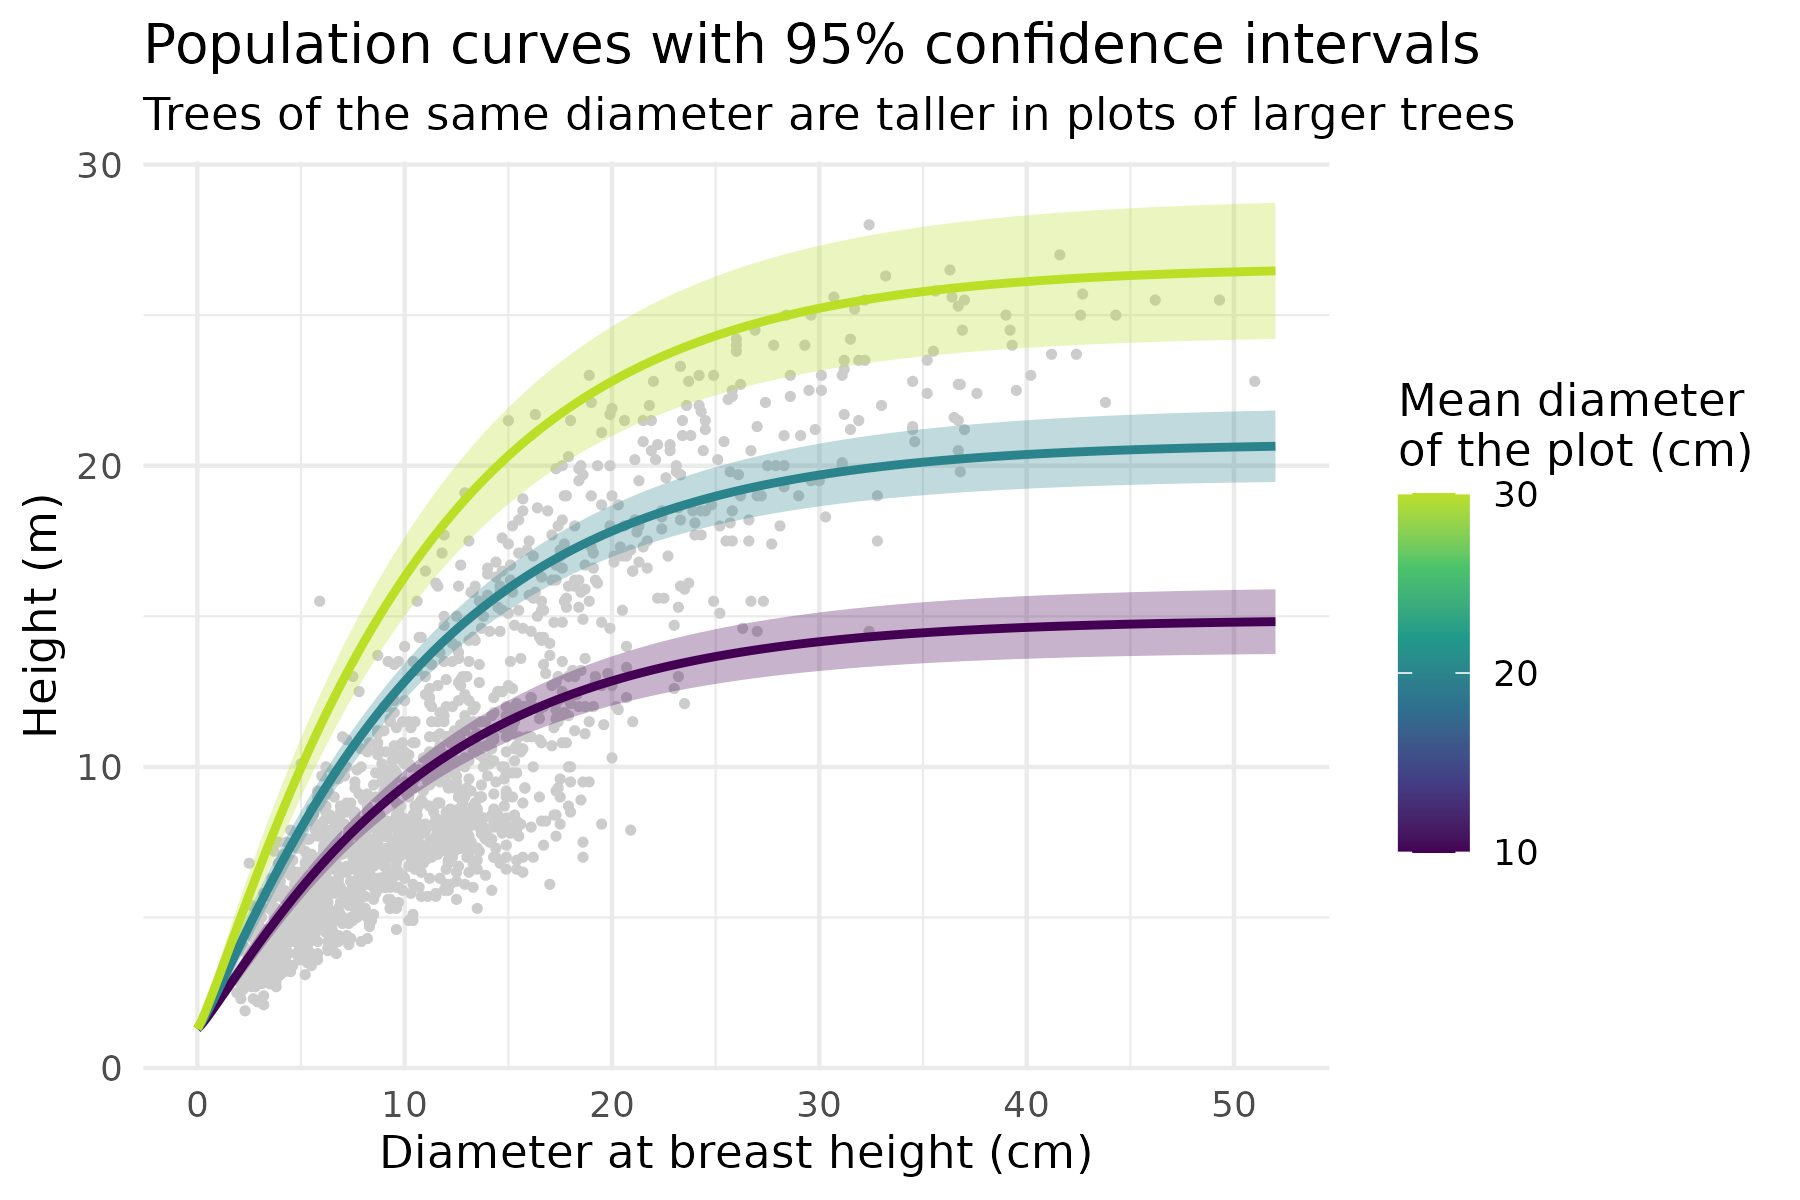 Population curves with 95% confidence intervals
Trees of the same diameter are taller in plots of larger trees
30
20
10
0
Height (m)
0 10 20 30 40 50
Diameter at breast height (cm)
Mean diameter
of the plot (cm)
30
20
10